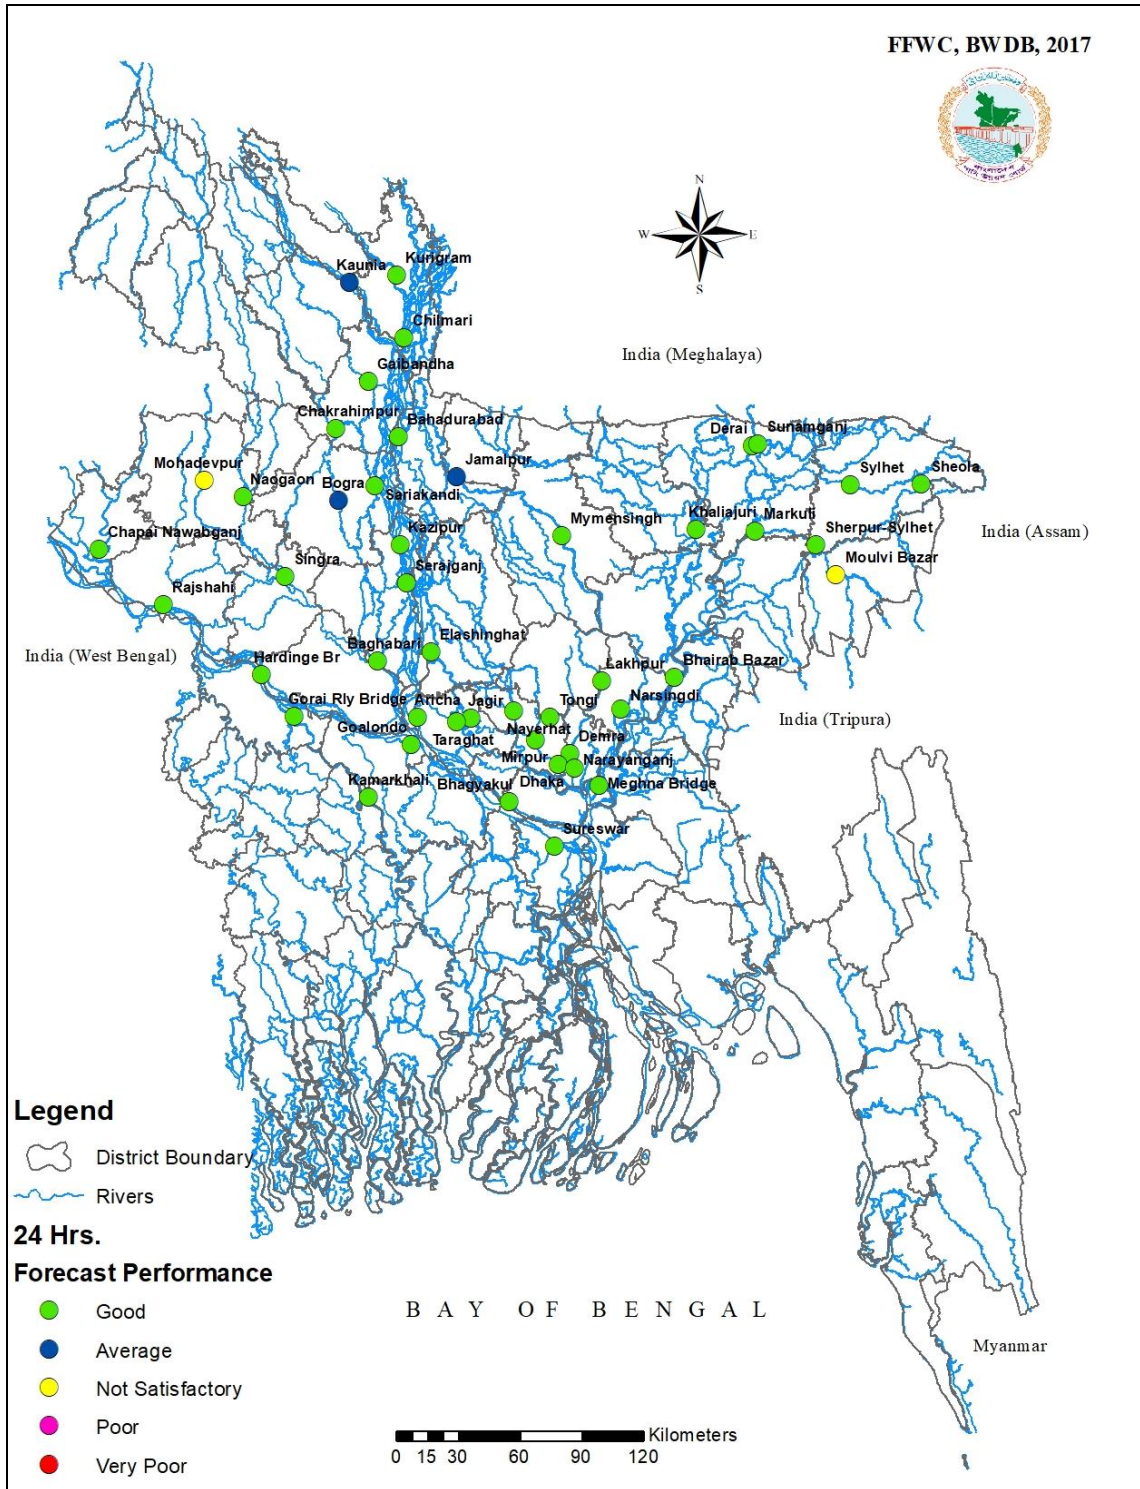 FFWC, BWDB, 2017
N
W
E
S
Kaunia
Kurigram
Chilmari
India (Meghalaya)
Gaibandha
Chakrahimpur
Bahadurabad
Derai
Sunamganj
Mohadevpur
Naogaon
Bogra
Sariakandi
Jamalpur
Sylhet
Sheola
Chapai Nawabganj
Kazipur
Mymensingh
Khaliajuri
Markuli
Sherpur-Sylhet
India (Assam)
Moulvi Bazar
Singra
Serajganj
Rajshahi
India (West Bengal)
Hardinge Br
Baghabari
Elashinghat
Lakhpur
Bhairab Bazar
Gorai Rly Bridge
Aricha
Jagir
Tongi
Narsingdi
India (Tripura)
Goalondo
Taraghat
Nayerhat
Demra
Mirpur
Narayanganj
Kamarkhali
Bhagyakul
Dhaka
Meghna Bridge
Sureswar
Legend
District Boundary
Rivers
24 Hrs.
Forecast Performance
Good
Average
Not Satisfactory
Poor
Very Poor
BAY OF BENGAL
Myanmar
Kilometers
0 15 30 60 90 120